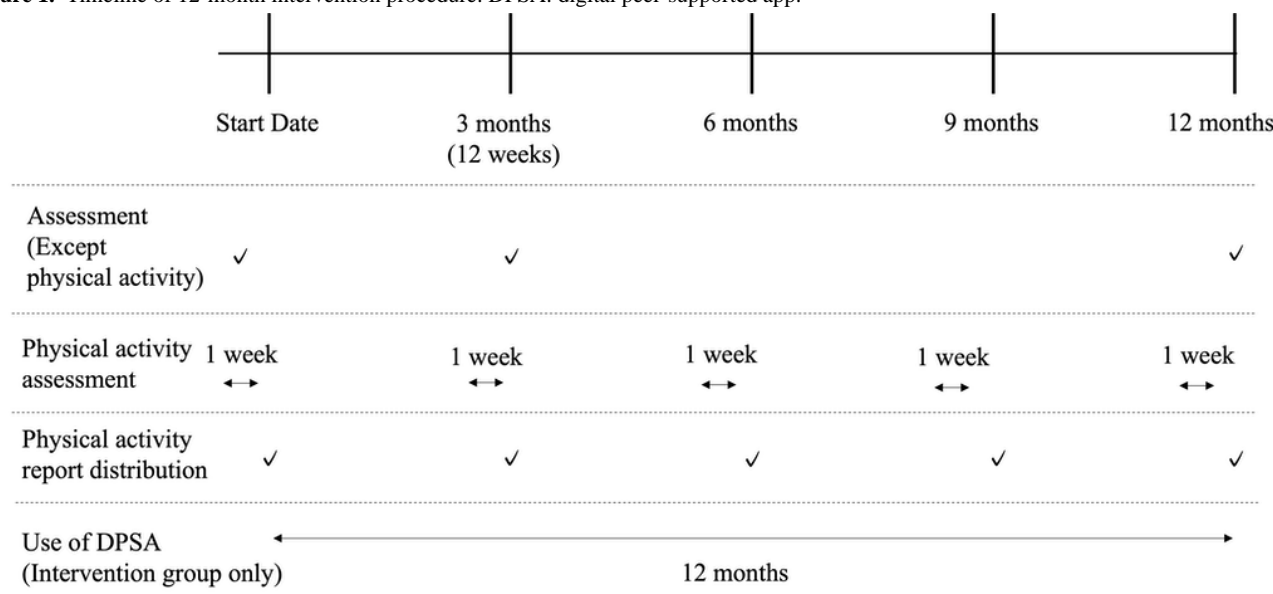 Figure 1. Timeline of 12-month intervention procedure. DPSA: digital peer-supported app.
Start Date
3 months
(12 weeks)
6 months
9 months
12 months
Assessment
(Except
physical activity)
Physical activity
assessment
1 week
1 week
1 week
1 week
1 week
Physical activity
report distribution
Use of DPSA
(Intervention group only)
12 months